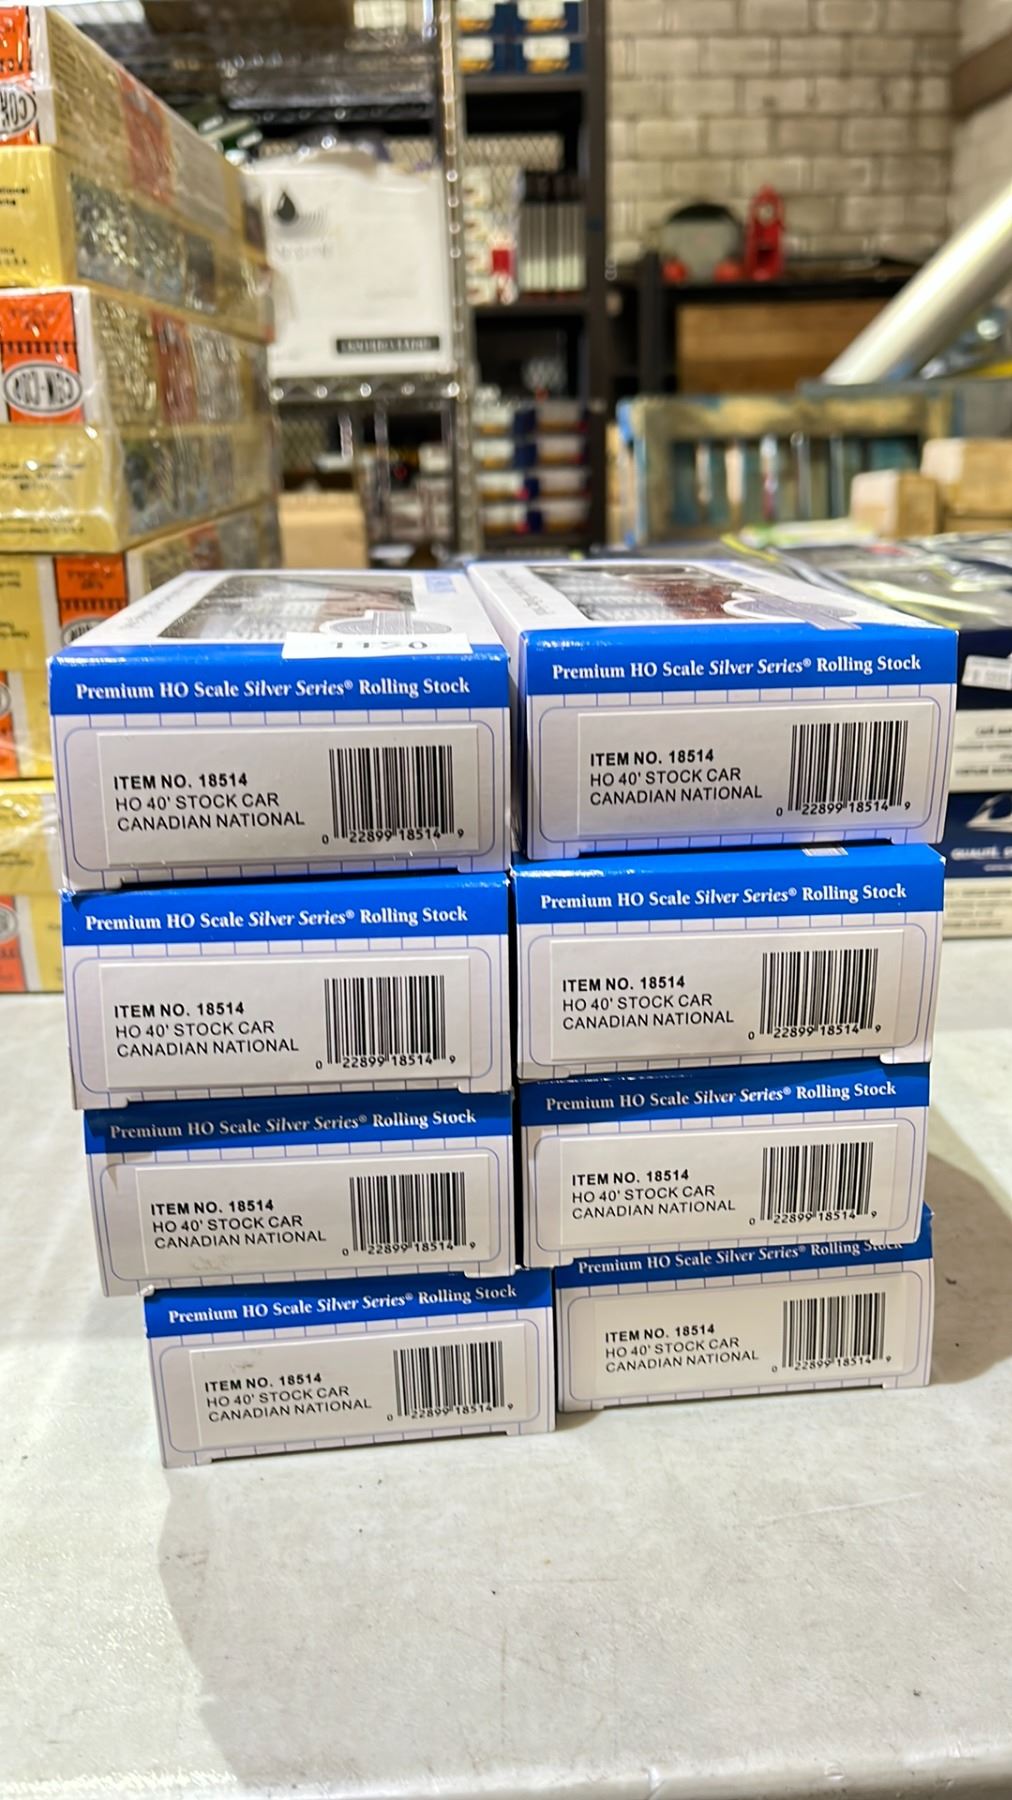 CON-COR
1150
Premium HO Scale Silver Series® Rolling Stock
ITEM NO. 18514
HO 40' STOCK CAR
CANADIAN NATIONAL
0 22899 18514 9
Premium HO Scale Silver Series® Rolling Stock
ITEM NO. 18514
HO 40' STOCK CAR
CANADIAN NATIONAL
0 22899 18514 9
Premium HO Scale Silver Series® Rolling Stock
ITEM NO. 18514
HO 40' STOCK CAR
CANADIAN NATIONAL
0 22899 18514 9
Premium HO Scale Silver Series® Rolling Stock
ITEM NO. 18514
HO 40' STOCK CAR
CANADIAN NATIONAL
0 22899 18514 9
Premium HO Scale Silver Series® Rolling Stock
ITEM NO. 18514
HO 40' STOCK CAR
CANADIAN NATIONAL
0 22899 18514 9
Premium HO Scale Silver Series® Rolling Stock
ITEM NO. 18514
HO 40' STOCK CAR
CANADIAN NATIONAL
0 22899 18514 9
Premium HO Scale Silver Series® Rolling Stock
ITEM NO. 18514
HO 40' STOCK CAR
CANADIAN NATIONAL
0 22899 18514 9
Premium HO Scale Silver Series® Rolling Stock
ITEM NO. 18514
HO 40' STOCK CAR
CANADIAN NATIONAL
0 22899 18514 9